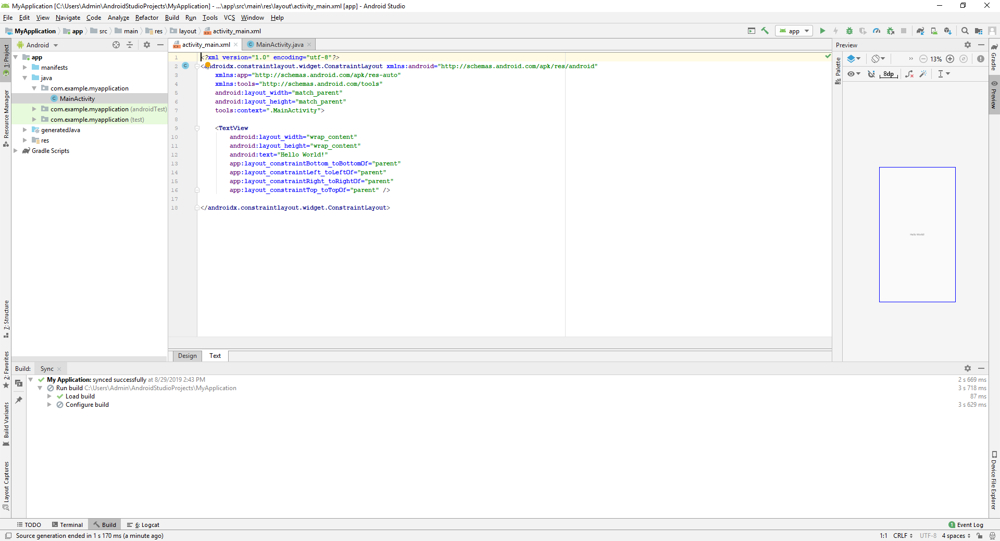 MyApplication [C:\Users\Admin\AndroidStudioProjects\MyApplication] - ...\app\src\main\res\layout\activity_main.xml [app] - Android Studio
File Edit View Navigate Code Analyze Refactor Build Run Tools VCS Window Help
MyApplication app src main res layout activity_main.xml
app
1: Project
Resource Manager
7: Structure
2: Favorites
Build Variants
Layout Captures
Android
app
manifests
java
com.example.myapplication
MainActivity
com.example.myapplication (androidTest)
com.example.myapplication (test)
generatedJava
res
Gradle Scripts
activity_main.xml MainActivity.java
1 <?xml version="1.0" encoding="utf-8"?>
2 <androidx.constraintlayout.widget.ConstraintLayout xmlns:android="http://schemas.android.com/apk/res/android"
3 xmlns:app="http://schemas.android.com/apk/res-auto"
4 xmlns:tools="http://schemas.android.com/tools"
5 android:layout_width="match_parent"
6 android:layout_height="match_parent"
7 tools:context=".MainActivity">
8
9 <TextView
10 android:layout_width="wrap_content"
11 android:layout_height="wrap_content"
12 android:text="Hello World!"
13 app:layout_constraintBottom_toBottomOf="parent"
14 app:layout_constraintLeft_toLeftOf="parent"
15 app:layout_constraintRight_toRightOf="parent"
16 app:layout_constraintTop_toTopOf="parent" />
17
18 </androidx.constraintlayout.widget.ConstraintLayout>
Design Text
Preview
Palette
13%
8dp
Hello World!
Gradle
Preview
Device File Explorer
Build: Sync
My Application: synced successfully at 8/29/2019 2:43 PM 2 s 669 ms
Run build C:\Users\Admin\AndroidStudioProjects\MyApplication 3 s 718 ms
Load build 87 ms
Configure build 3 s 629 ms
TODO Terminal Build 6: Logcat 1 Event Log
Source generation ended in 1 s 170 ms (a minute ago) 1:1 CRLF UTF-8 4 spaces